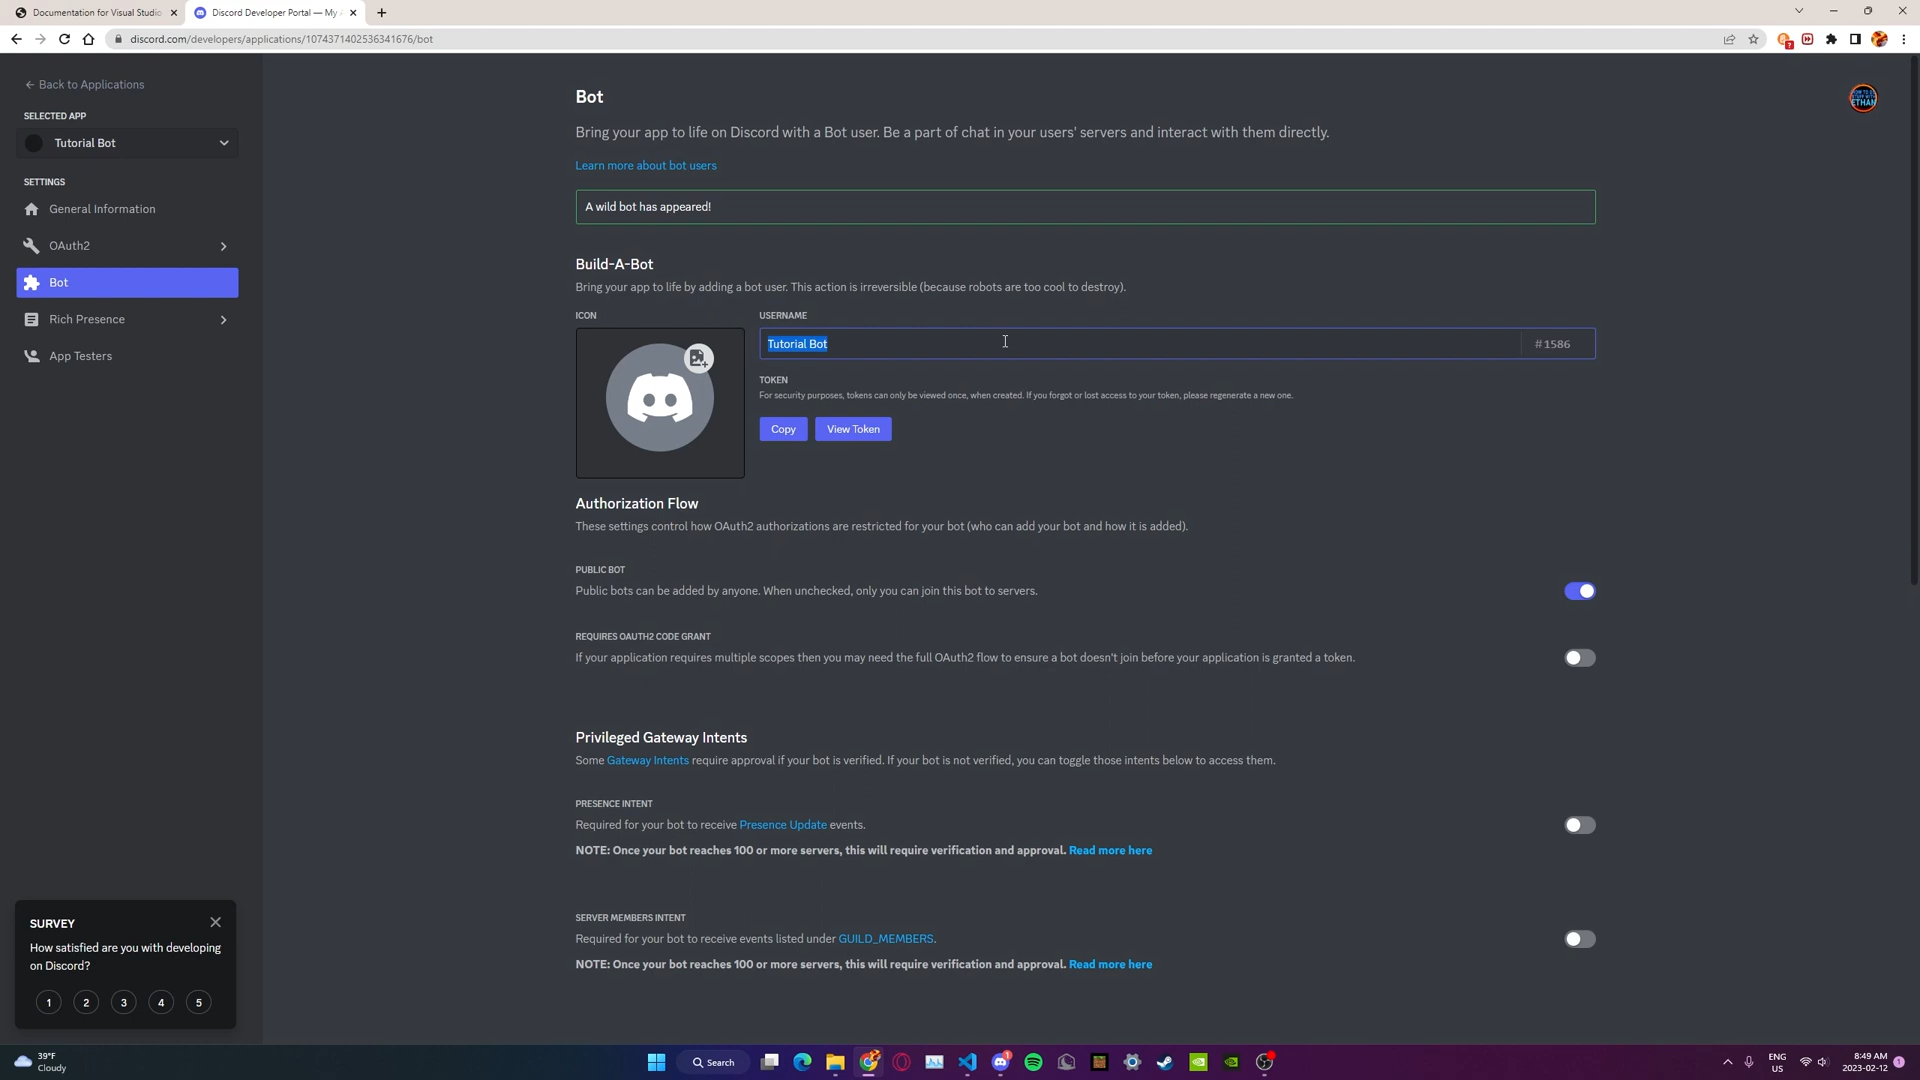 Documentation for Visual Studio
Discord Developer Portal — My A
discord.com/developers/applications/1074371402536341676/bot
Back to Applications
SELECTED APP
Tutorial Bot
SETTINGS
General Information
OAuth2
Bot
Rich Presence
App Testers
Bot
Bring your app to life on Discord with a Bot user. Be a part of chat in your users' servers and interact with them directly.
Learn more about bot users
A wild bot has appeared!
Build-A-Bot
Bring your app to life by adding a bot user. This action is irreversible (because robots are too cool to destroy).
ICON
USERNAME
Tutorial Bot
#1586
TOKEN
For security purposes, tokens can only be viewed once, when created. If you forgot or lost access to your token, please regenerate a new one.
Copy
View Token
Authorization Flow
These settings control how OAuth2 authorizations are restricted for your bot (who can add your bot and how it is added).
PUBLIC BOT
Public bots can be added by anyone. When unchecked, only you can join this bot to servers.
REQUIRES OAUTH2 CODE GRANT
If your application requires multiple scopes then you may need the full OAuth2 flow to ensure a bot doesn't join before your application is granted a token.
Privileged Gateway Intents
Some Gateway Intents require approval if your bot is verified. If your bot is not verified, you can toggle those intents below to access them.
PRESENCE INTENT
Required for your bot to receive Presence Update events.
NOTE: Once your bot reaches 100 or more servers, this will require verification and approval. Read more here
SERVER MEMBERS INTENT
Required for your bot to receive events listed under GUILD_MEMBERS.
NOTE: Once your bot reaches 100 or more servers, this will require verification and approval. Read more here
SURVEY
How satisfied are you with developing
on Discord?
1 2 3 4 5
39°F
Cloudy
Search
ENG
US
8:49 AM
2023-02-12
1